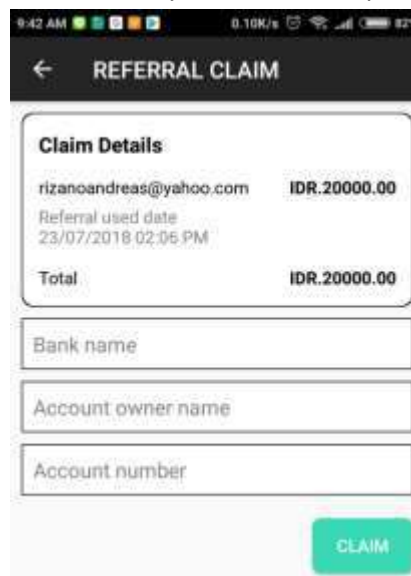 9:42 AM 0.10K/s 82
REFERRAL CLAIM
Claim Details
rizanoandreas@yahoo.com IDR.20000.00
Referral used date
23/07/2018 02:06 PM
Total IDR.20000.00
Bank name
Account owner name
Account number
CLAIM